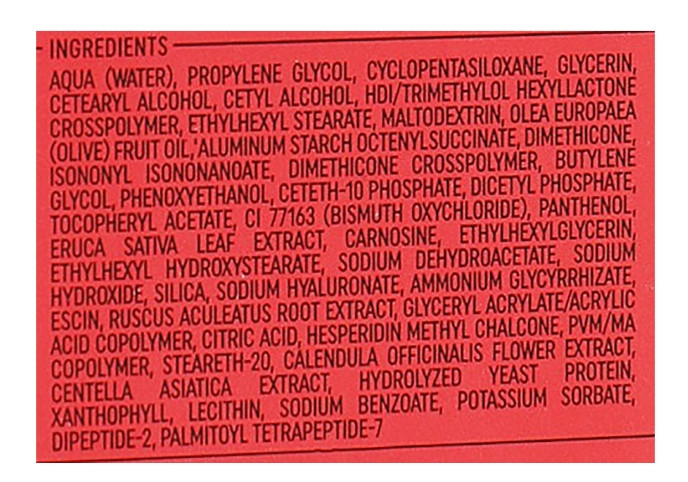 INGREDIENTS
AQUA (WATER), PROPYLENE GLYCOL, CYCLOPENTASILOXANE, GLYCERIN,
CETEARYL ALCOHOL, CETYL ALCOHOL, HDI/TRIMETHYLOL HEXYLLACTONE
CROSSPOLYMER, ETHYLHEXYL STEARATE, MALTODEXTRIN, OLEA EUROPAEA
(OLIVE) FRUIT OIL, ALUMINUM STARCH OCTENYLSUCCINATE, DIMETHICONE,
ISONONYL ISONONANOATE, DIMETHICONE CROSSPOLYMER, BUTYLENE
GLYCOL, PHENOXYETHANOL, CETETH-10 PHOSPHATE, DICETYL PHOSPHATE,
TOCOPHERYL ACETATE, CI 77163 (BISMUTH OXYCHLORIDE), PANTHENOL,
ERUCA SATIVA LEAF EXTRACT, CARNOSINE, ETHYLHEXYLGLYCERIN,
ETHYLHEXYL HYDROXYSTEARATE, SODIUM DEHYDROACETATE, SODIUM
HYDROXIDE, SILICA, SODIUM HYALURONATE, AMMONIUM GLYCYRRHIZATE,
ESCIN, RUSCUS ACULEATUS ROOT EXTRACT, GLYCERYL ACRYLATE/ACRYLIC
ACID COPOLYMER, CITRIC ACID, HESPERIDIN METHYL CHALCONE, PVM/MA
COPOLYMER, STEARETH-20, CALENDULA OFFICINALIS FLOWER EXTRACT,
CENTELLA ASIATICA EXTRACT, HYDROLYZED YEAST PROTEIN,
XANTHOPHYLL, LECITHIN, SODIUM BENZOATE, POTASSIUM SORBATE,
DIPEPTIDE-2, PALMITOYL TETRAPEPTIDE-7